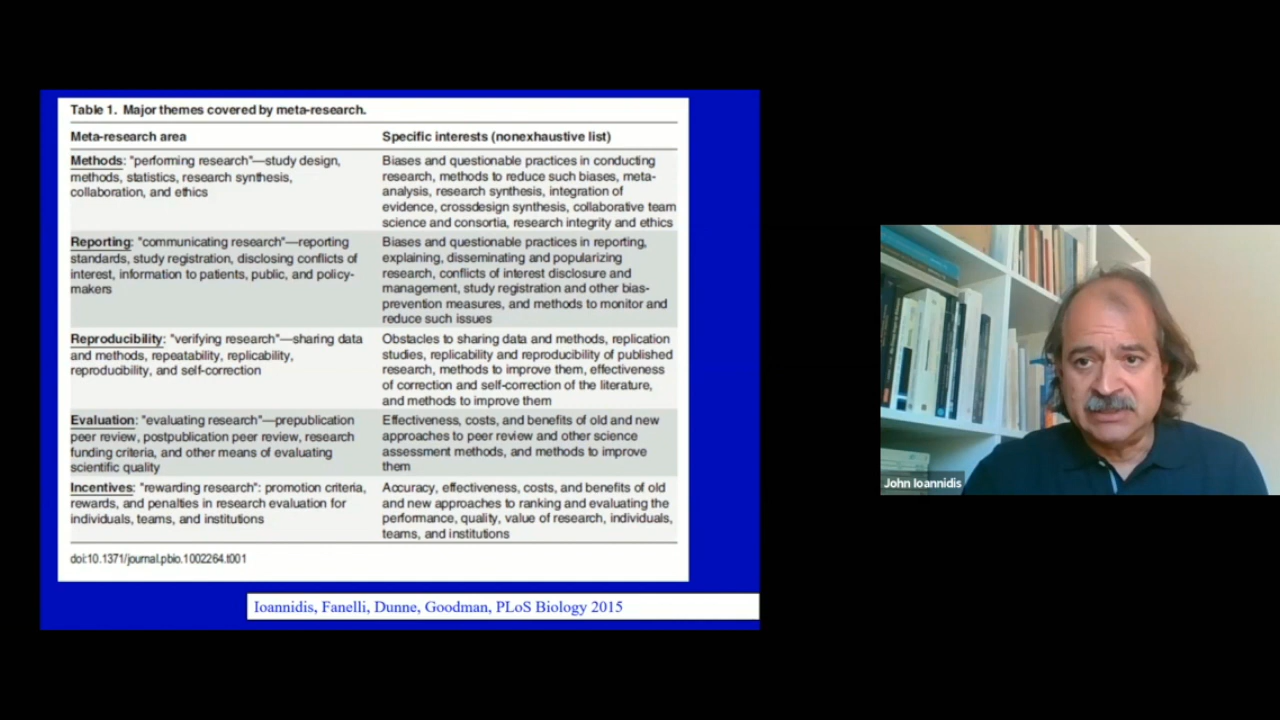 Table 1. Major themes covered by meta-research.
Meta-research area
Specific interests (nonexhaustive list)
Methods: "performing research"—study design,
methods, statistics, research synthesis,
collaboration, and ethics
Biases and questionable practices in conducting
research, methods to reduce such biases, meta-
analysis, research synthesis, integration of
evidence, crossdesign synthesis, collaborative team
science and consortia, research integrity and ethics
Reporting: "communicating research"—reporting
standards, study registration, disclosing conflicts of
interest, information to patients, public, and policy-
makers
Biases and questionable practices in reporting,
explaining, disseminating and popularizing
research, conflicts of interest disclosure and
management, study registration and other bias-
prevention measures, and methods to monitor and
reduce such issues
Reproducibility: "verifying research"—sharing data
and methods, repeatability, replicability,
reproducibility, and self-correction
Obstacles to sharing data and methods, replication
studies, replicability and reproducibility of published
research, methods to improve them, effectiveness
of correction and self-correction of the literature,
and methods to improve them
Evaluation: "evaluating research"—prepublication
peer review, postpublication peer review, research
funding criteria, and other means of evaluating
scientific quality
Effectiveness, costs, and benefits of old and new
approaches to peer review and other science
assessment methods, and methods to improve
them
Incentives: "rewarding research": promotion criteria,
rewards, and penalties in research evaluation for
individuals, teams, and institutions
Accuracy, effectiveness, costs, and benefits of old
and new approaches to ranking and evaluating the
performance, quality, value of research, individuals,
teams, and institutions
doi:10.1371/journal.pbio.1002264.t001
Ioannidis, Fanelli, Dunne, Goodman, PLoS Biology 2015
John Ioannidis